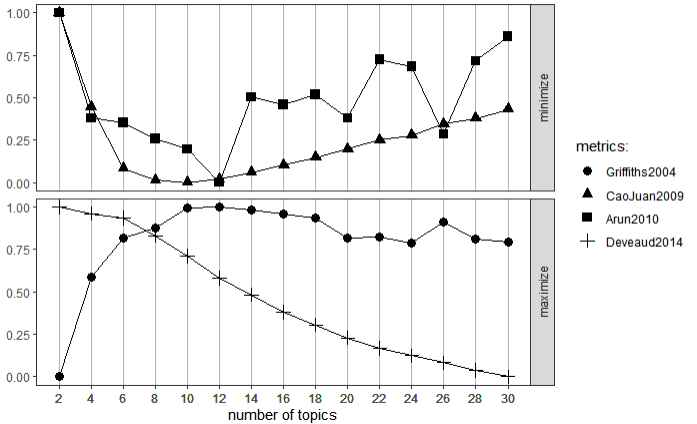 1.00
0.75
0.50
0.25
0.00
minimize
1.00
0.75
0.50
0.25
0.00
maximize
2 4 6 8 10 12 14 16 18 20 22 24 26 28 30
number of topics
metrics:
Griffiths2004
CaoJuan2009
Arun2010
Deveaud2014